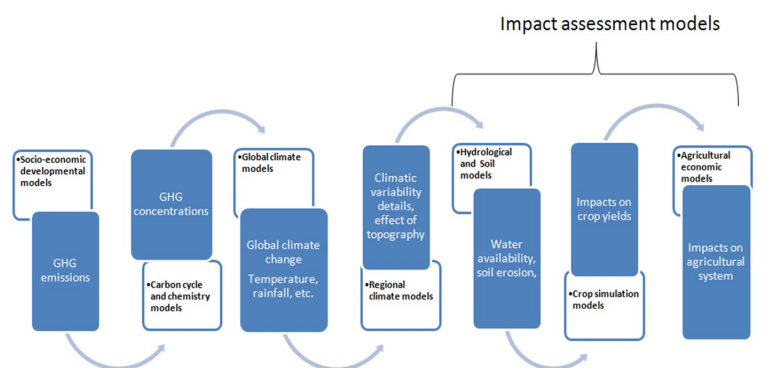 Impact assessment models
•Socio-economic
developmental
models
GHG
emissions
GHG
concentrations
•Carbon cycle
and chemistry
models
•Global climate
models
Global climate
change
Temperature,
rainfall, etc.
Climatic
variability
details,
effect of
topography
•Regional
climate models
•Hydrological
and Soil
models
Water
availability,
soil erosion,
Impacts on
crop yields
•Crop simulation
models
•Agricultural
economic
models
Impacts on
agricultural
system